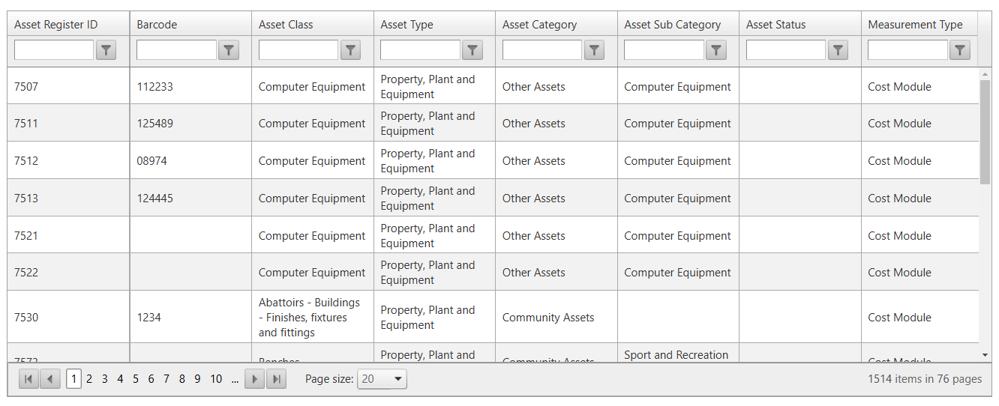 Asset Register ID Barcode Asset Class Asset Type Asset Category Asset Sub Category Asset Status Measurement Type
7507 112233 Computer Equipment Property, Plant and Equipment Other Assets Computer Equipment Cost Module
7511 125489 Computer Equipment Property, Plant and Equipment Other Assets Computer Equipment Cost Module
7512 08974 Computer Equipment Property, Plant and Equipment Other Assets Computer Equipment Cost Module
7513 124445 Computer Equipment Property, Plant and Equipment Other Assets Computer Equipment Cost Module
7521 Computer Equipment Property, Plant and Equipment Other Assets Computer Equipment Cost Module
7522 Computer Equipment Property, Plant and Equipment Other Assets Computer Equipment Cost Module
7530 1234 Abattoirs - Buildings - Finishes, fixtures and fittings Property, Plant and Equipment Community Assets Cost Module
Benches Property, Plant and Community Assets Sport and Recreation Cost Module
1 2 3 4 5 6 7 8 9 10 ... Page size: 20 1514 items in 76 pages